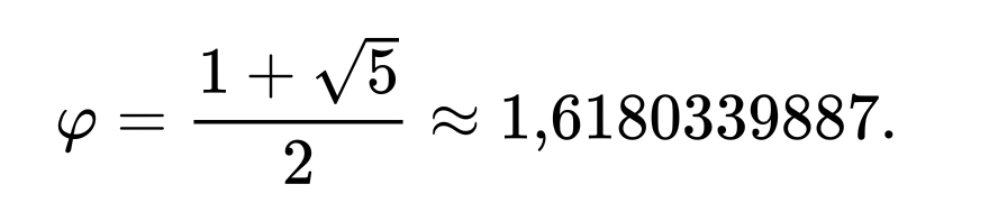 φ = (1 + √5) / 2 ≈ 1,6180339887.